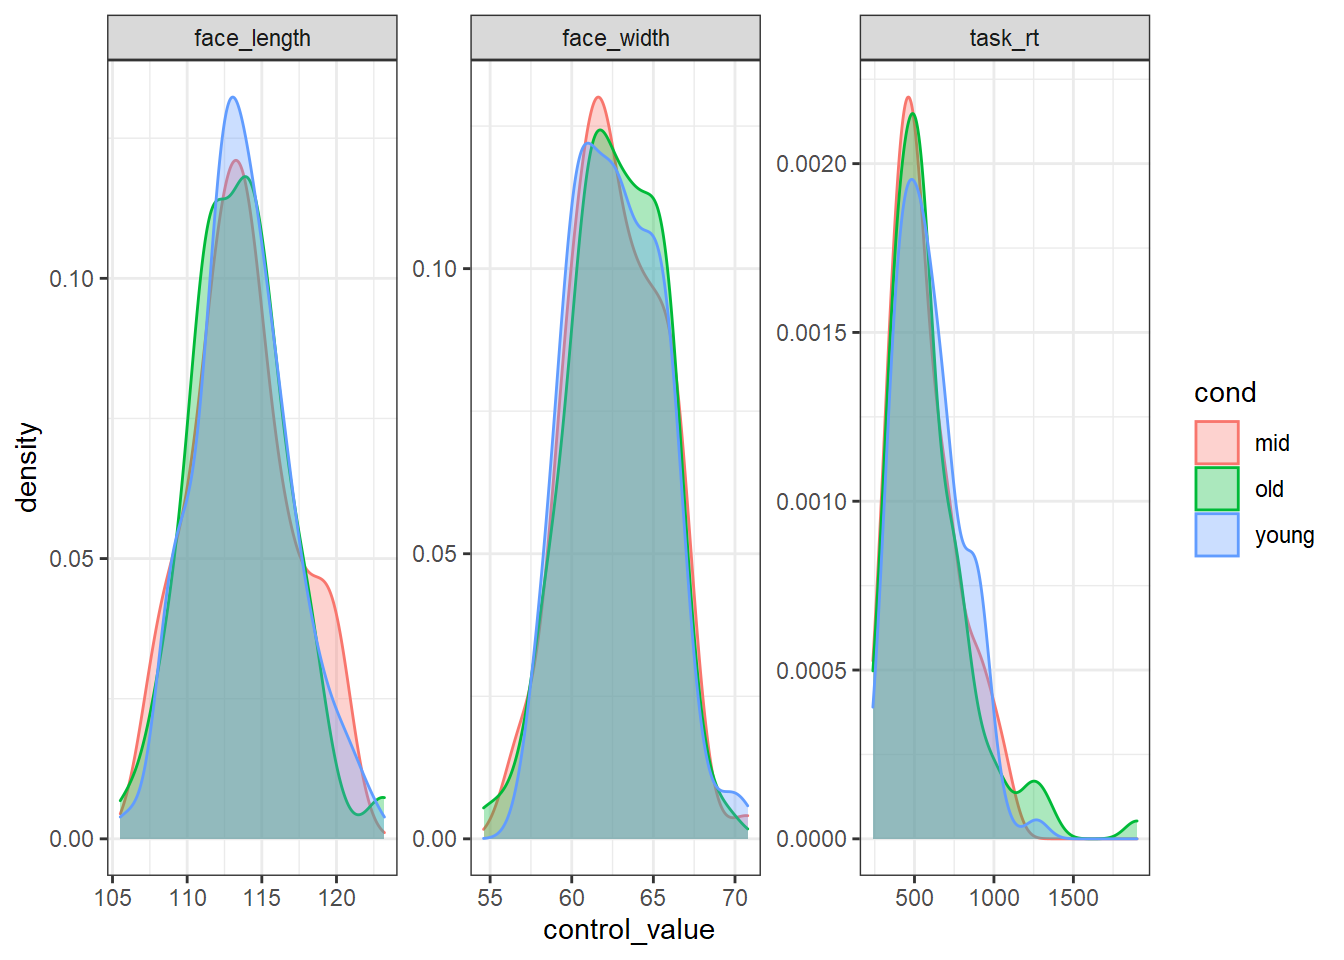 face_length
face_width
task_rt
density
0.00
0.05
0.10
0.00
0.05
0.10
0.0000
0.0005
0.0010
0.0015
0.0020
105 110 115 120
55 60 65 70
500 1000 1500
control_value
cond
mid
old
young